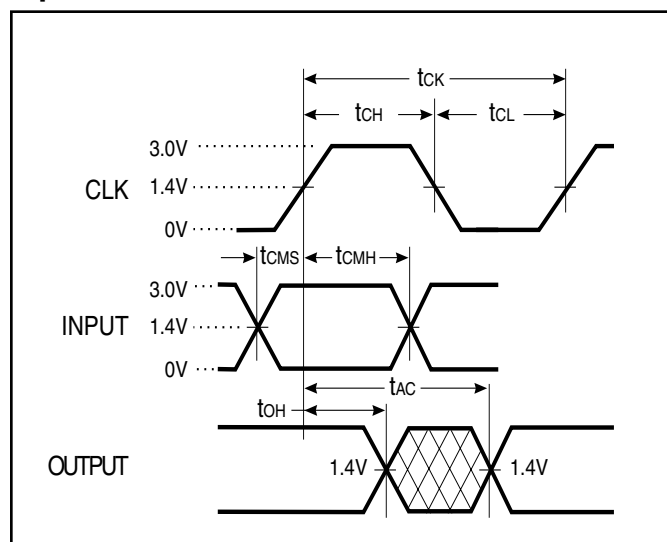 tCK
tCH tCL
3.0V
CLK 1.4V
0V
tCMS tCMH
3.0V
INPUT 1.4V
0V
tAC
tOH
OUTPUT 1.4V 1.4V